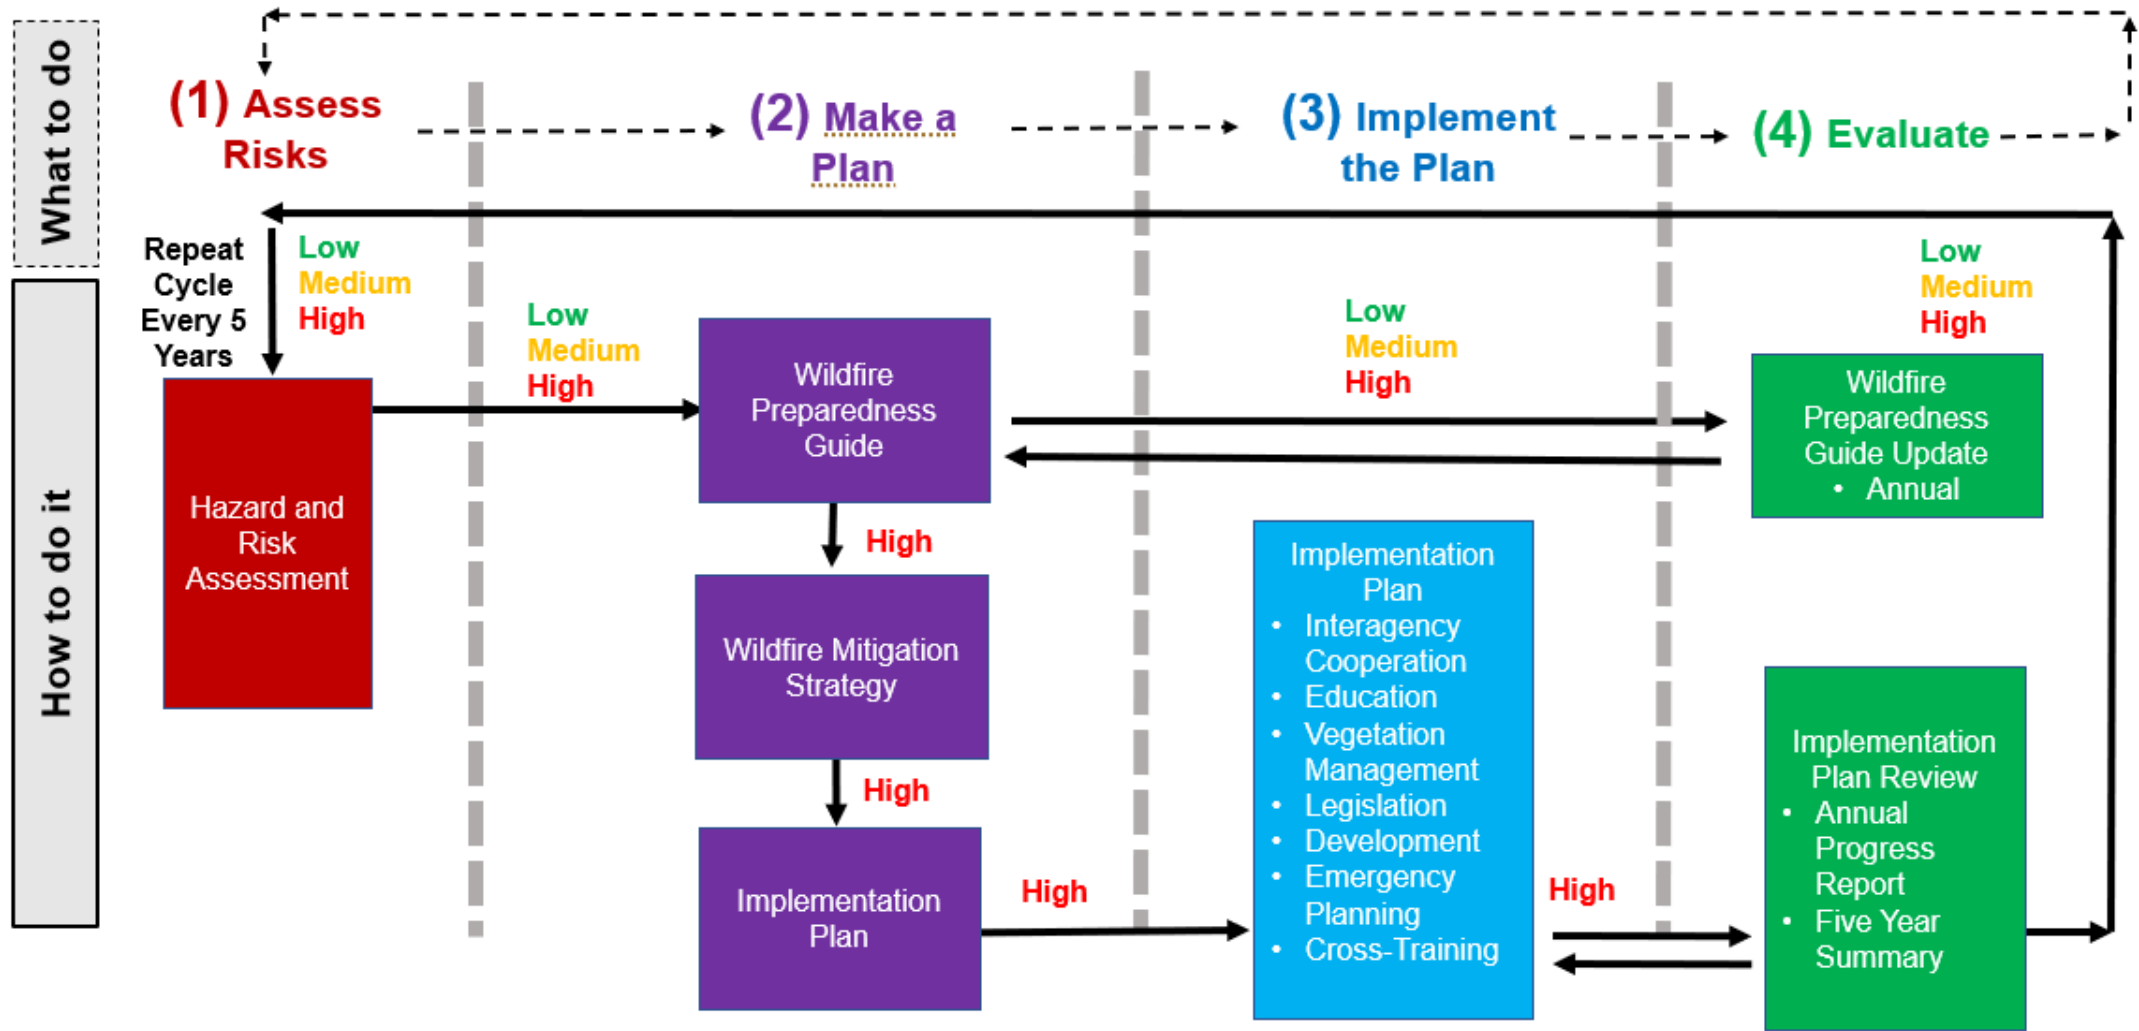 What to do
How to do it
(1) Assess
Risks
(2) Make a
Plan
(3) Implement
the Plan
(4) Evaluate
Repeat
Cycle
Every 5
Years
Low
Medium
High
Hazard and
Risk
Assessment
Low
Medium
High
Wildfire
Preparedness
Guide
High
Wildfire Mitigation
Strategy
High
Implementation
Plan
High
Low
Medium
High
Implementation
Plan
• Interagency
Cooperation
• Education
• Vegetation
Management
• Legislation
• Development
• Emergency
Planning
• Cross-Training
High
Low
Medium
High
Wildfire
Preparedness
Guide Update
• Annual
Implementation
Plan Review
• Annual
Progress
Report
• Five Year
Summary